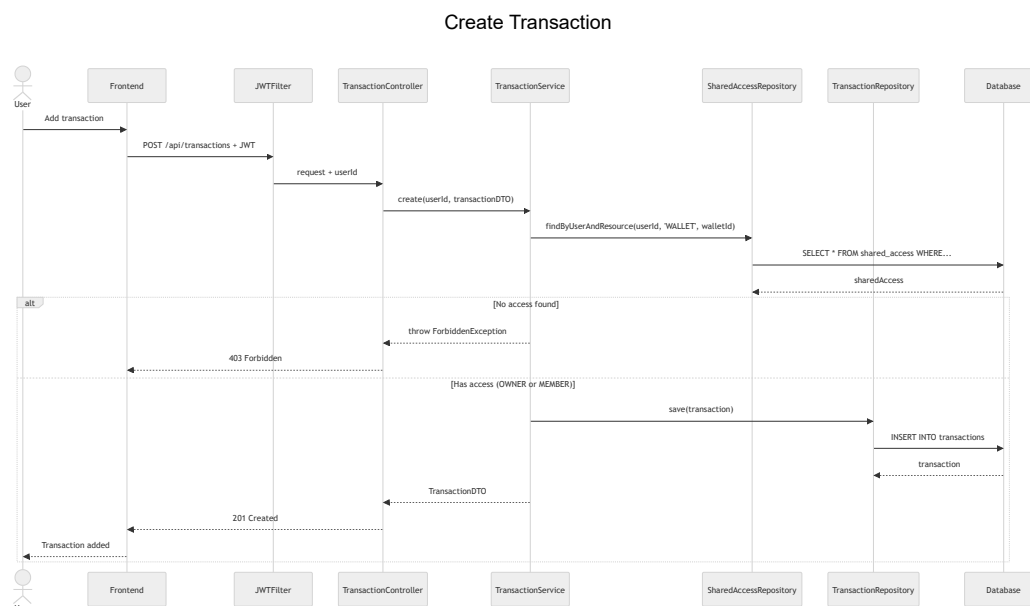 Create Transaction
User
Frontend
JWTFilter
TransactionController
TransactionService
SharedAccessRepository
TransactionRepository
Database
Add transaction
POST /api/transactions + JWT
request + userId
create(userId, transactionDTO)
findByUserAndResource(userId, 'WALLET', walletId)
SELECT * FROM shared_access WHERE...
sharedAccess
alt
[No access found]
throw ForbiddenException
403 Forbidden
[Has access (OWNER or MEMBER)]
save(transaction)
INSERT INTO transactions
transaction
TransactionDTO
201 Created
Transaction added
Frontend
JWTFilter
TransactionController
TransactionService
SharedAccessRepository
TransactionRepository
Database